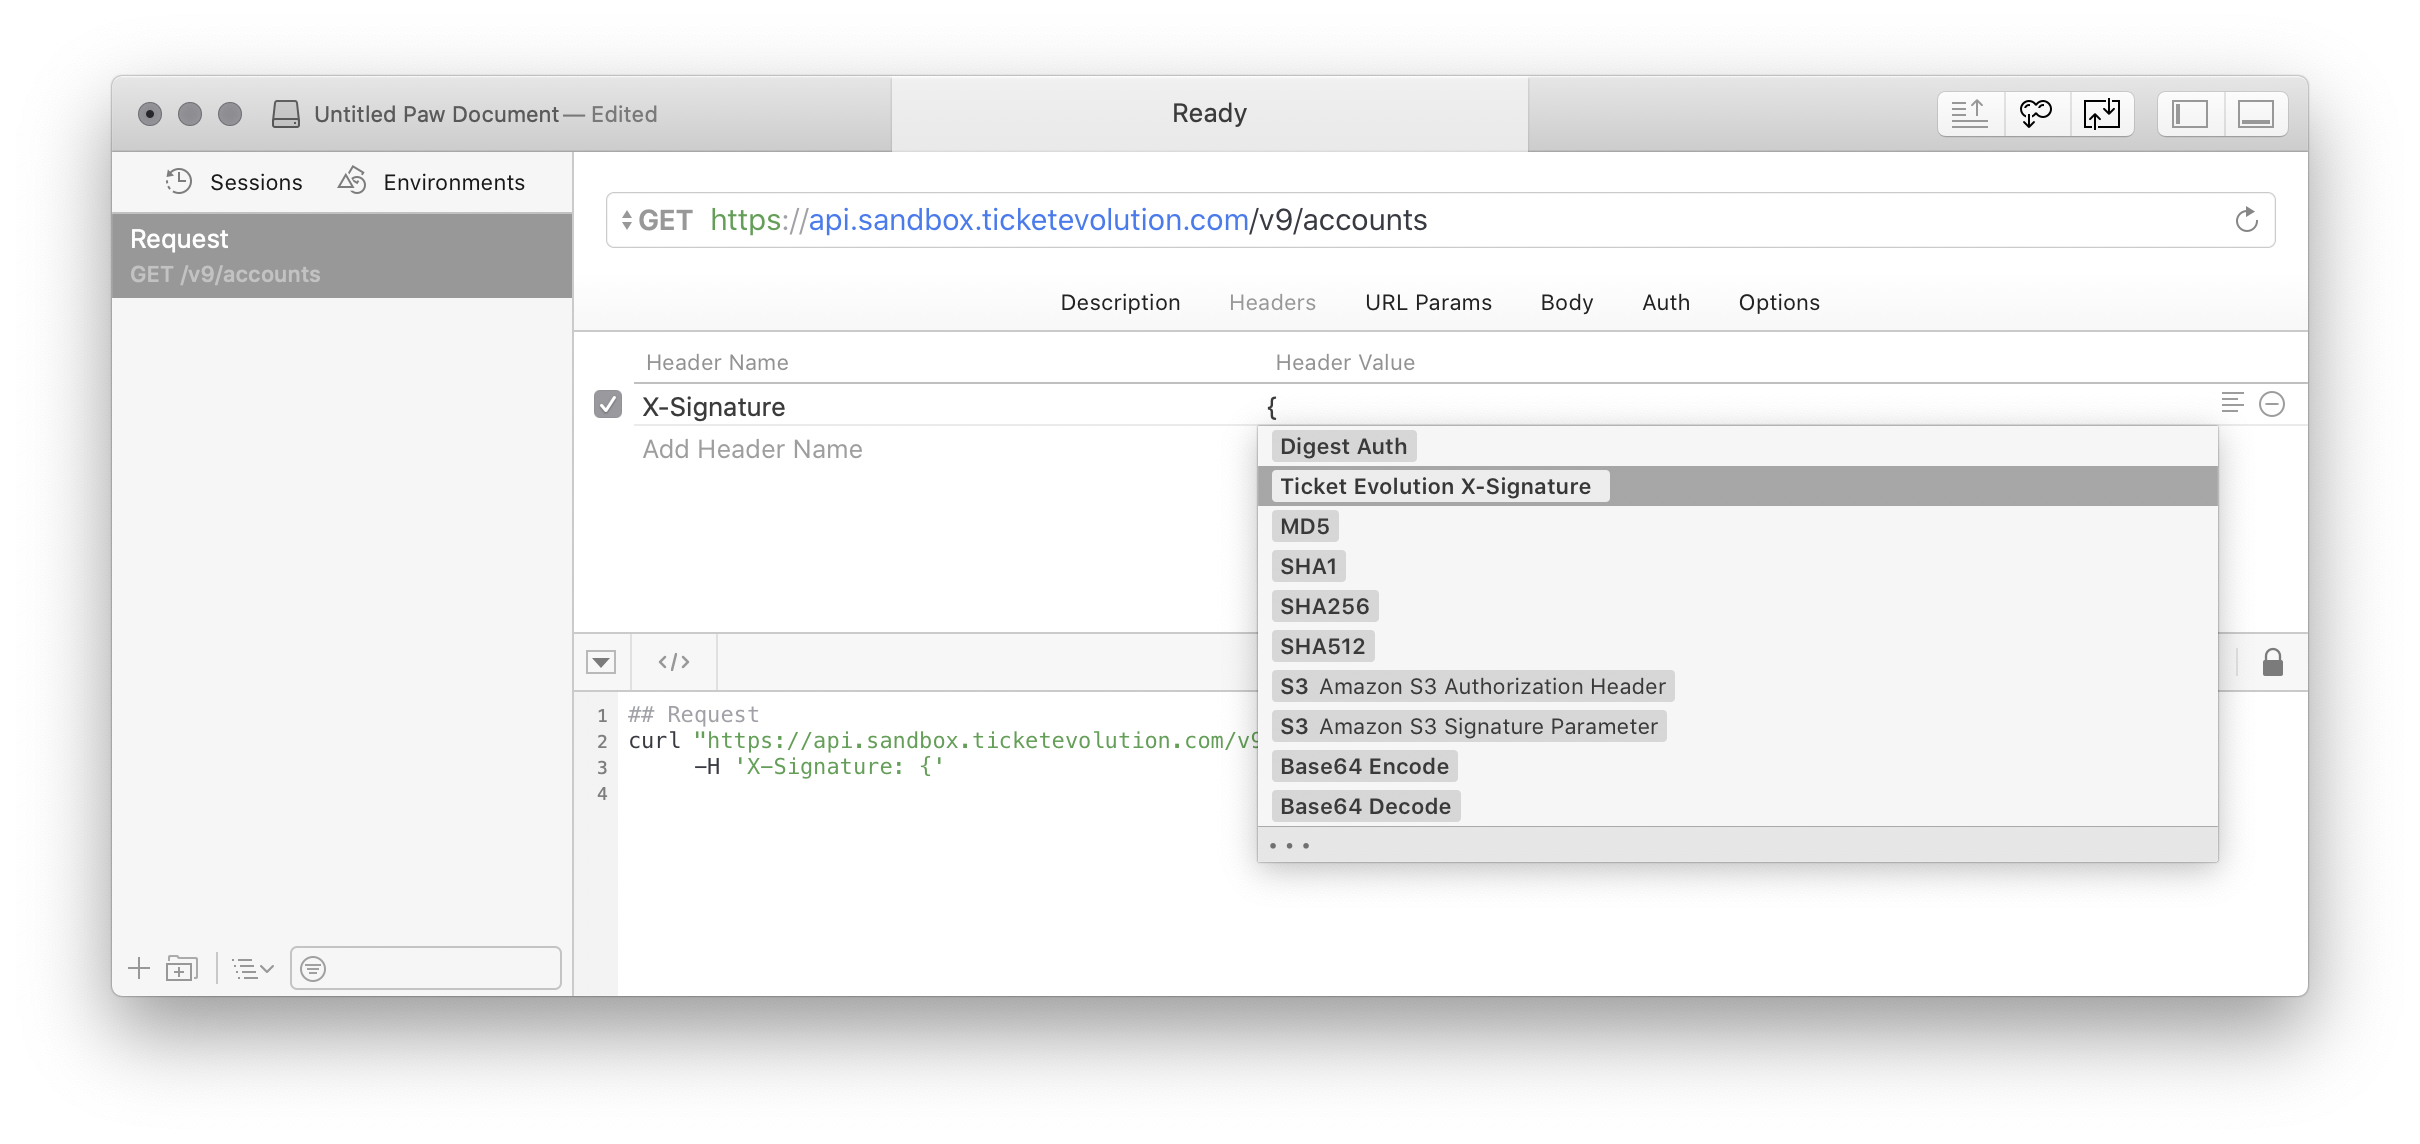 Untitled Paw Document — Edited
Ready
Sessions
Environments
Request
GET /v9/accounts
GET https://api.sandbox.ticketevolution.com/v9/accounts
Description Headers URL Params Body Auth Options
Header Name Header Value
X-Signature {
Add Header Name
Digest Auth
Ticket Evolution X-Signature
MD5
SHA1
SHA256
SHA512
S3 Amazon S3 Authorization Header
S3 Amazon S3 Signature Parameter
Base64 Encode
Base64 Decode
•••
</>
1 ## Request
2 curl "https://api.sandbox.ticketevolution.com/v9
3 -H 'X-Signature: {'
4